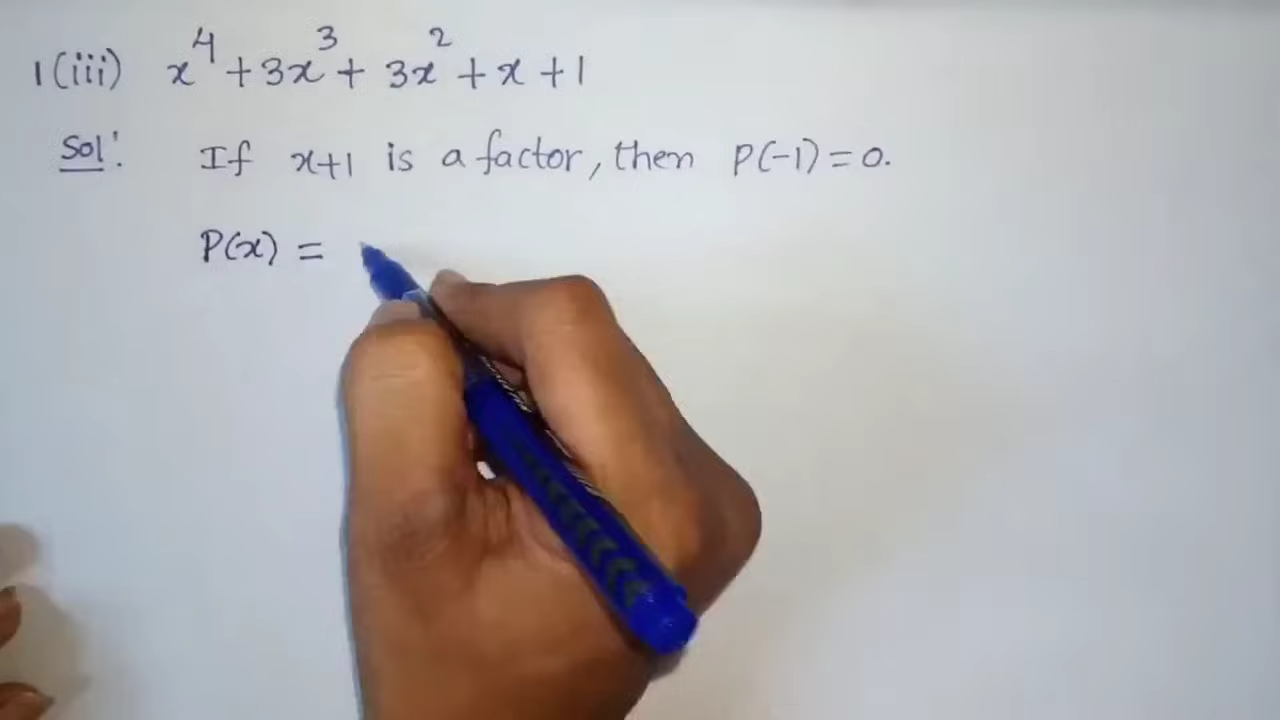 1(iii) x⁴ + 3x³ + 3x² + x + 1
Sol: If x+1 is a factor, then P(-1) = 0.
P(x) =